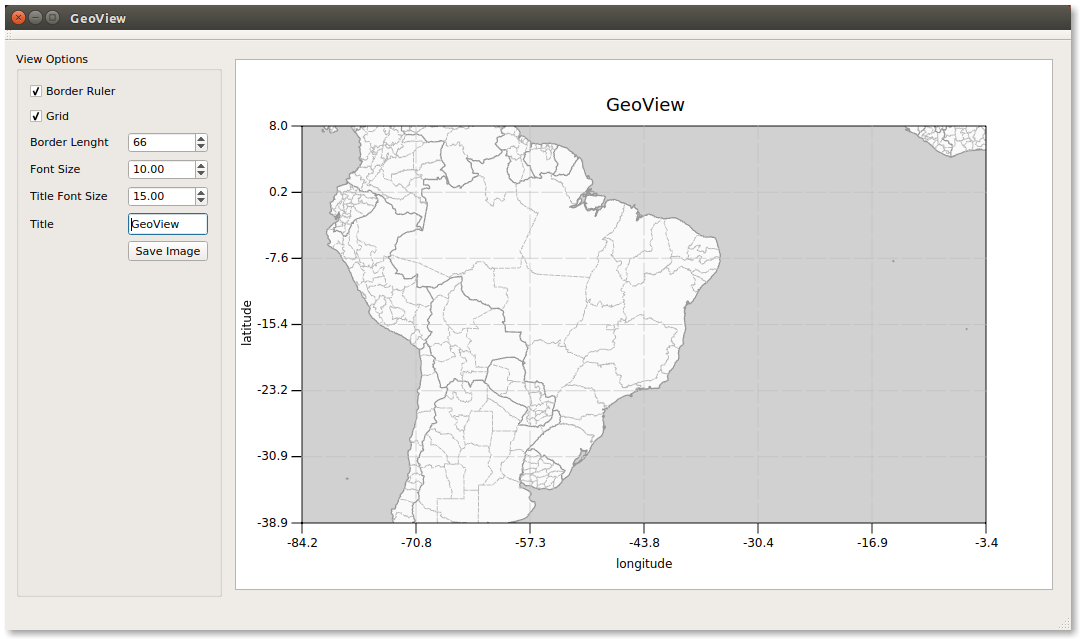 GeoView
View Options
Border Ruler
Grid
Border Lenght 66
Font Size 10.00
Title Font Size 15.00
Title GeoView
Save Image
GeoView
8.0
0.2
-7.6
-15.4
-23.2
-30.9
-38.9
latitude
-84.2 -70.8 -57.3 -43.8 -30.4 -16.9 -3.4
longitude